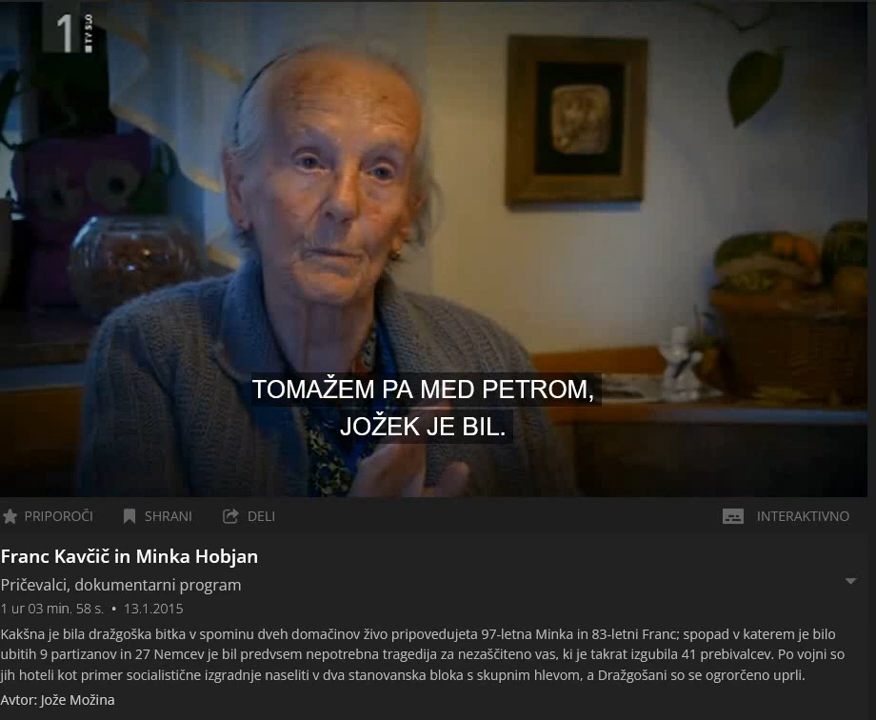 1
TV SLO
TOMAŽEM PA MED PETROM,
JOŽEK JE BIL.
PRIPOROČI SHRANI DELI INTERAKTIVNO
Franc Kavčič in Minka Hobjan
Pričevalci, dokumentarni program
1 ur 03 min. 58 s. • 13.1.2015
Kakšna je bila dražgoška bitka v spominu dveh domačinov živo pripovedujeta 97-letna Minka in 83-letni Franc; spopad v katerem je bilo
ubitih 9 partizanov in 27 Nemcev je bil predvsem nepotrebna tragedija za nezaščiteno vas, ki je takrat izgubila 41 prebivalcev. Po vojni so
jih hoteli kot primer socialistične izgradnje naseliti v dva stanovanska bloka s skupnim hlevom, a Dražgošani so se ogrorčeno uprli.
Avtor: Jože Možina